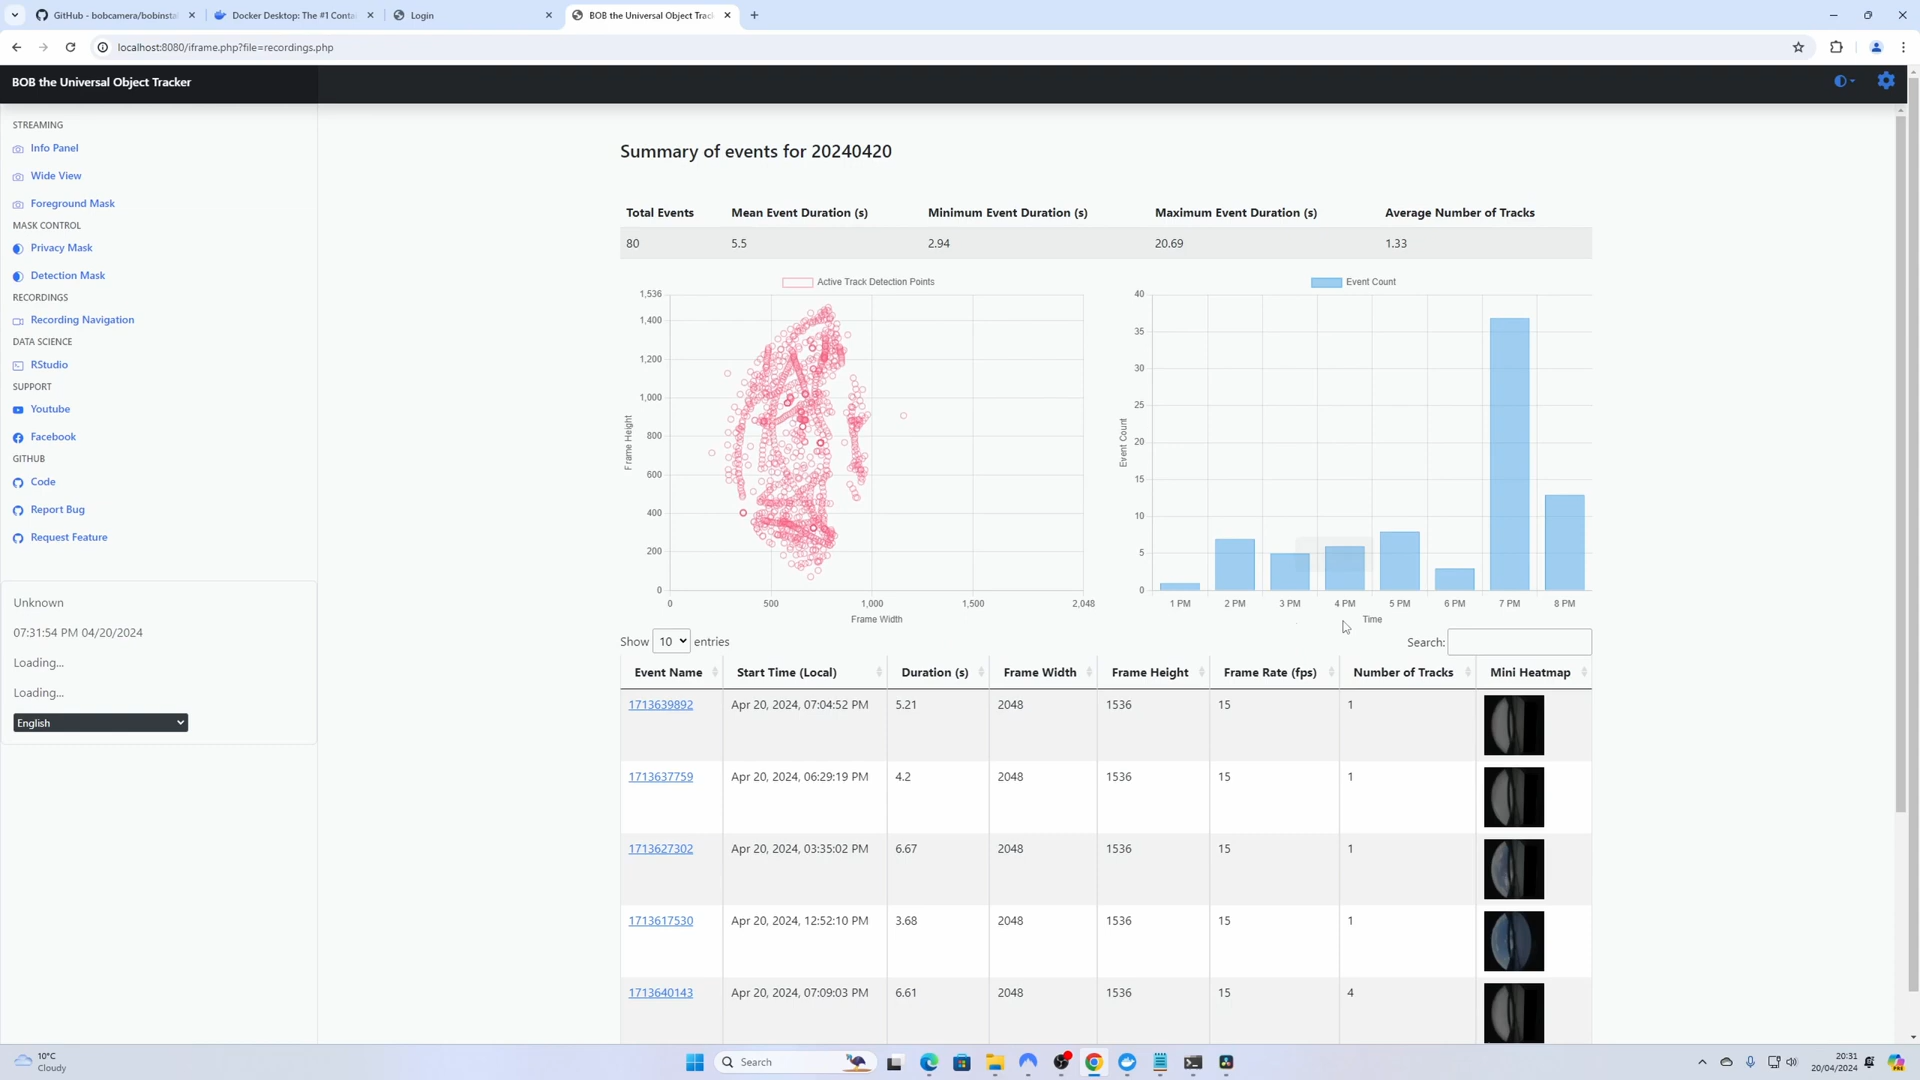 GitHub - bobcamera/bobinsta
Docker Desktop: The #1 Conta
Login
BOB the Universal Object Track
localhost:8080/iframe.php?file=recordings.php
BOB the Universal Object Tracker
STREAMING
Info Panel
Wide View
Foreground Mask
MASK CONTROL
Privacy Mask
Detection Mask
RECORDINGS
Recording Navigation
DATA SCIENCE
RStudio
SUPPORT
Youtube
Facebook
GITHUB
Code
Report Bug
Request Feature
Unknown
07:31:54 PM 04/20/2024
Loading...
Loading...
English
Summary of events for 20240420
Total Events Mean Event Duration (s) Minimum Event Duration (s) Maximum Event Duration (s) Average Number of Tracks
80 5.5 2.94 20.69 1.33
Active Track Detection Points
1,536
1,400
1,200
1,000
800
600
400
200
0
Frame Height
0 500 1,000 1,500 2,048
Frame Width
Event Count
40
35
30
25
20
15
10
5
0
Event Count
1 PM 2 PM 3 PM 4 PM 5 PM 6 PM 7 PM 8 PM
Time
Show 10 entries
Search:
Event Name Start Time (Local) Duration (s) Frame Width Frame Height Frame Rate (fps) Number of Tracks Mini Heatmap
1713639892 Apr 20, 2024, 07:04:52 PM 5.21 2048 1536 15 1
1713637759 Apr 20, 2024, 06:29:19 PM 4.2 2048 1536 15 1
1713627302 Apr 20, 2024, 03:35:02 PM 6.67 2048 1536 15 1
1713617530 Apr 20, 2024, 12:52:10 PM 3.68 2048 1536 15 1
1713640143 Apr 20, 2024, 07:09:03 PM 6.61 2048 1536 15 4
10°C
Cloudy
Search
20:31
20/04/2024
PRE